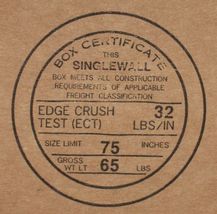 BOX CERTIFICATE
THIS
SINGLEWALL
BOX MEETS ALL CONSTRUCTION
REQUIREMENTS OF APPLICABLE
FREIGHT CLASSIFICATION
EDGE CRUSH 32
TEST (ECT) LBS/IN
SIZE LIMIT 75 INCHES
GROSS
WT LT 65 LBS